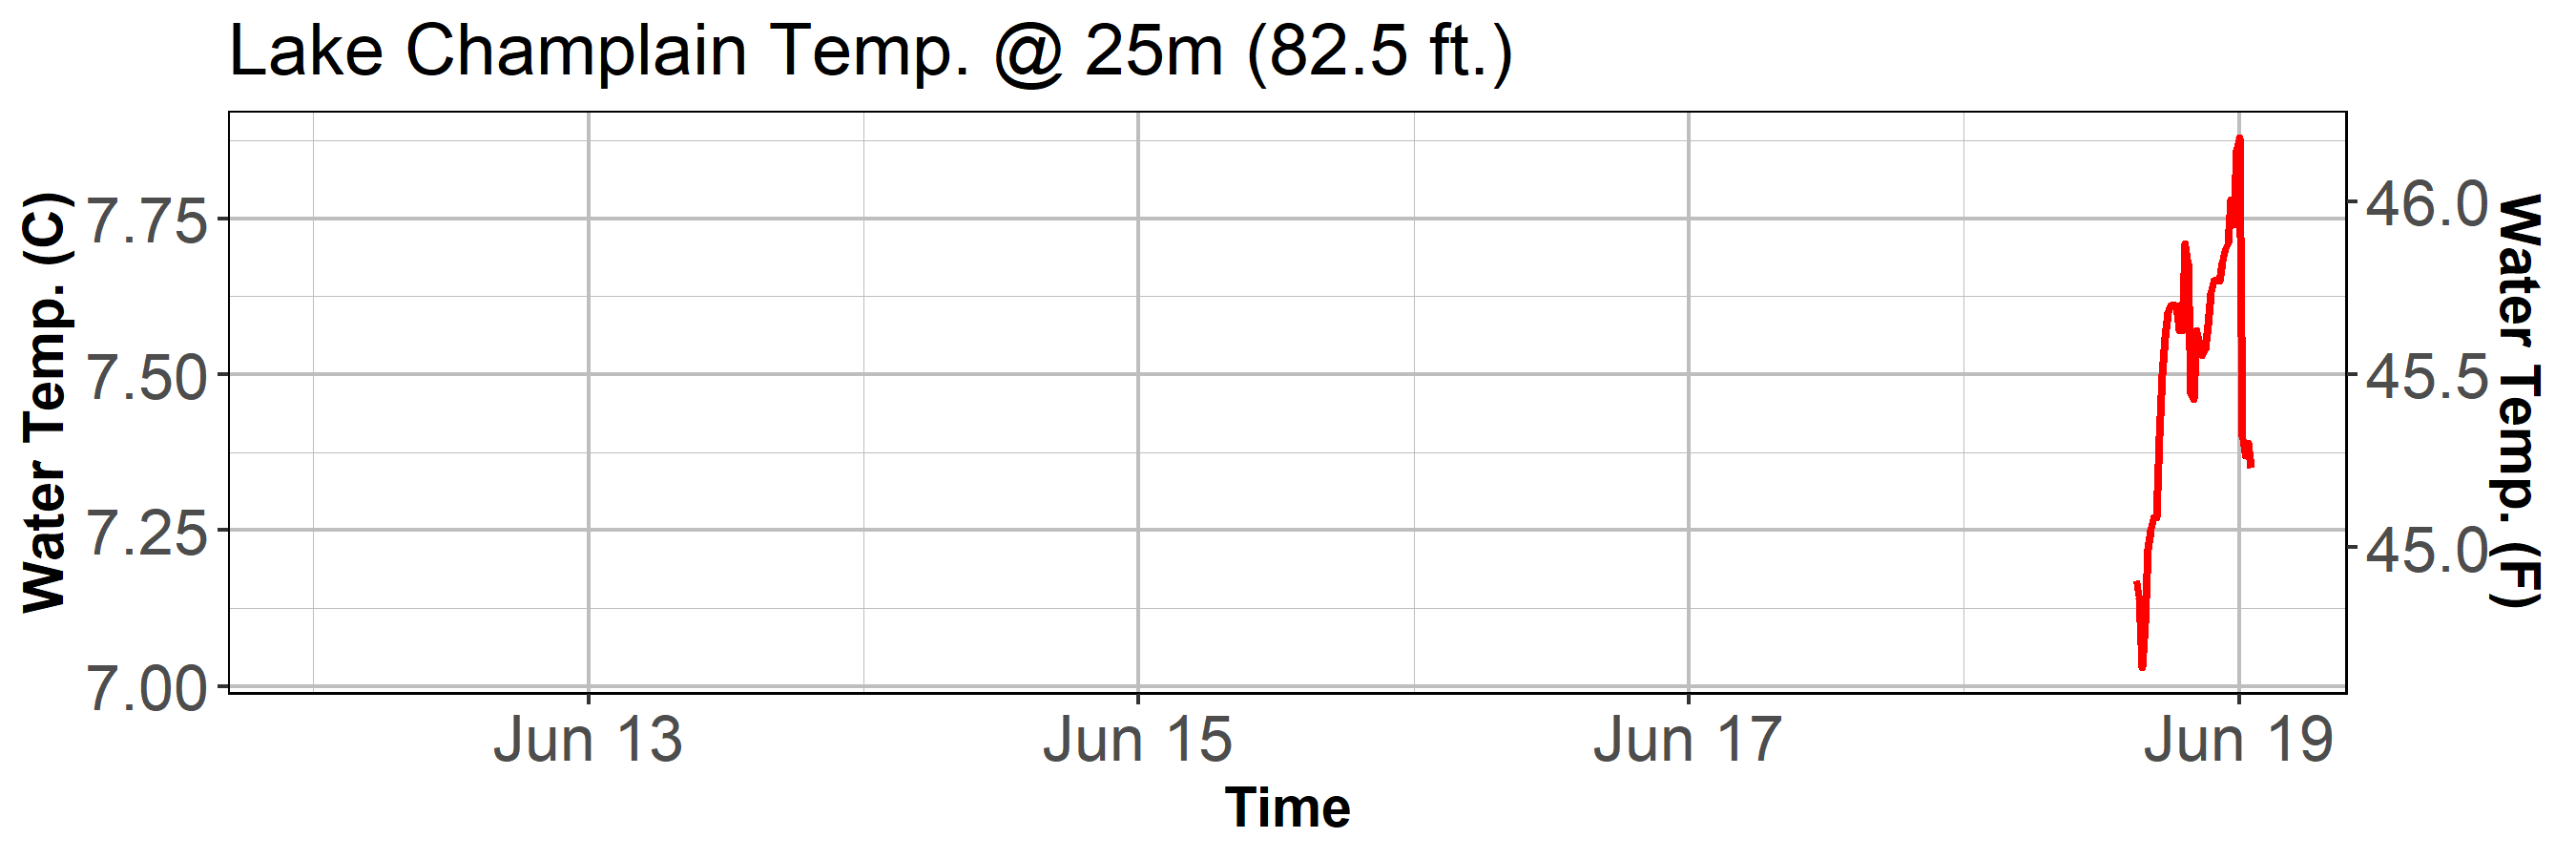 Lake Champlain Temp. @ 25m (82.5 ft.)
Water Temp. (C)
7.75
7.50
7.25
7.00
46.0
45.5
45.0
Water Temp. (F)
Jun 13
Jun 15
Jun 17
Jun 19
Time